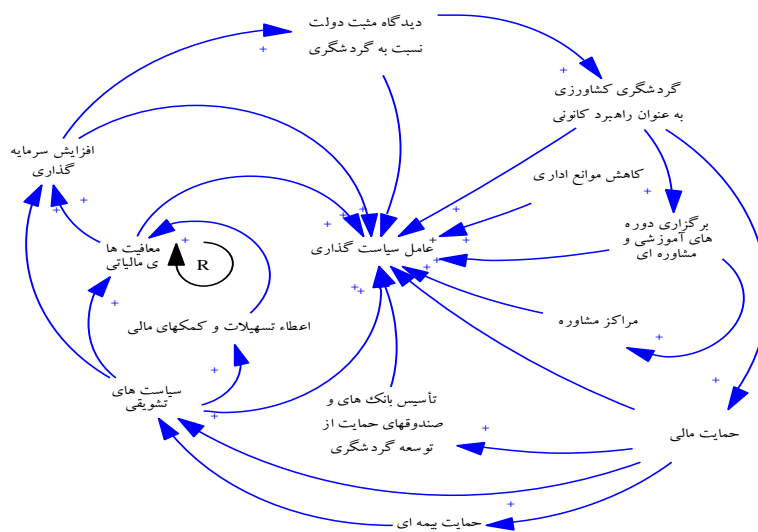 دیدگاه مثبت دولت
نسبت به گردشگری
گردشگری کشاورزی
به عنوان راهبرد کانونی
افزایش سرمایه
گذاری
کاهش موانع اداری
برگزاری دوره
های آموزشی و
مشاوره ای
معافیت ها
ی مالیاتی
عامل سیاست گذاری
R
مراکز مشاوره
اعطاء تسهیلات و کمکهای مالی
سیاست های
تشویقی
تأسیس بانک های و
صندوقهای حمایت از
توسعه گردشگری
حمایت مالی
حمایت بیمه ای